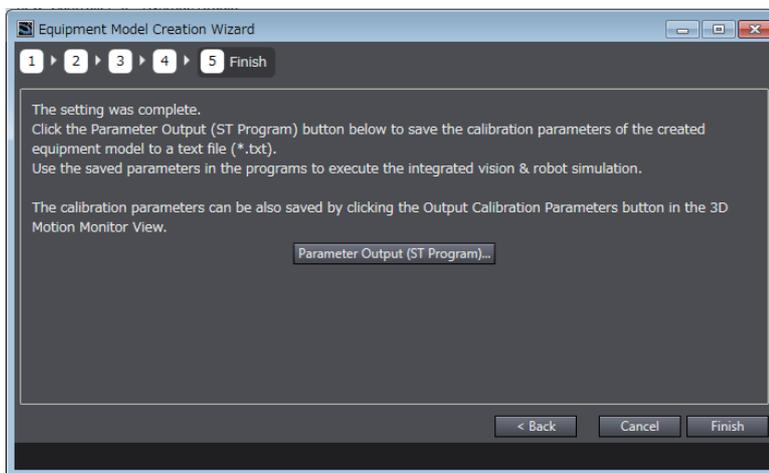 Equipment Model Creation Wizard
1 2 3 4 5 Finish
The setting was complete.
Click the Parameter Output (ST Program) button below to save the calibration parameters of the created
equipment model to a text file (*.txt).
Use the saved parameters in the programs to execute the integrated vision & robot simulation.
The calibration parameters can be also saved by clicking the Output Calibration Parameters button in the 3D
Motion Monitor View.
Parameter Output (ST Program)...
< Back Cancel Finish